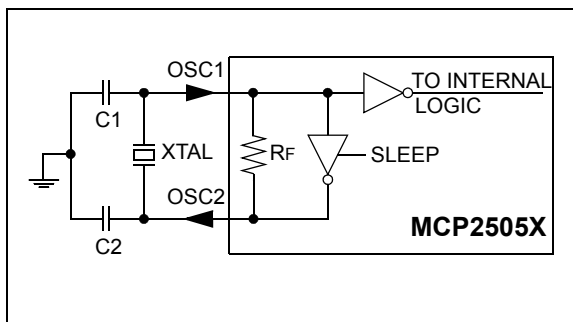 OSC1
TO INTERNAL
LOGIC
C1
XTAL
RF
SLEEP
OSC2
MCP2505X
C2